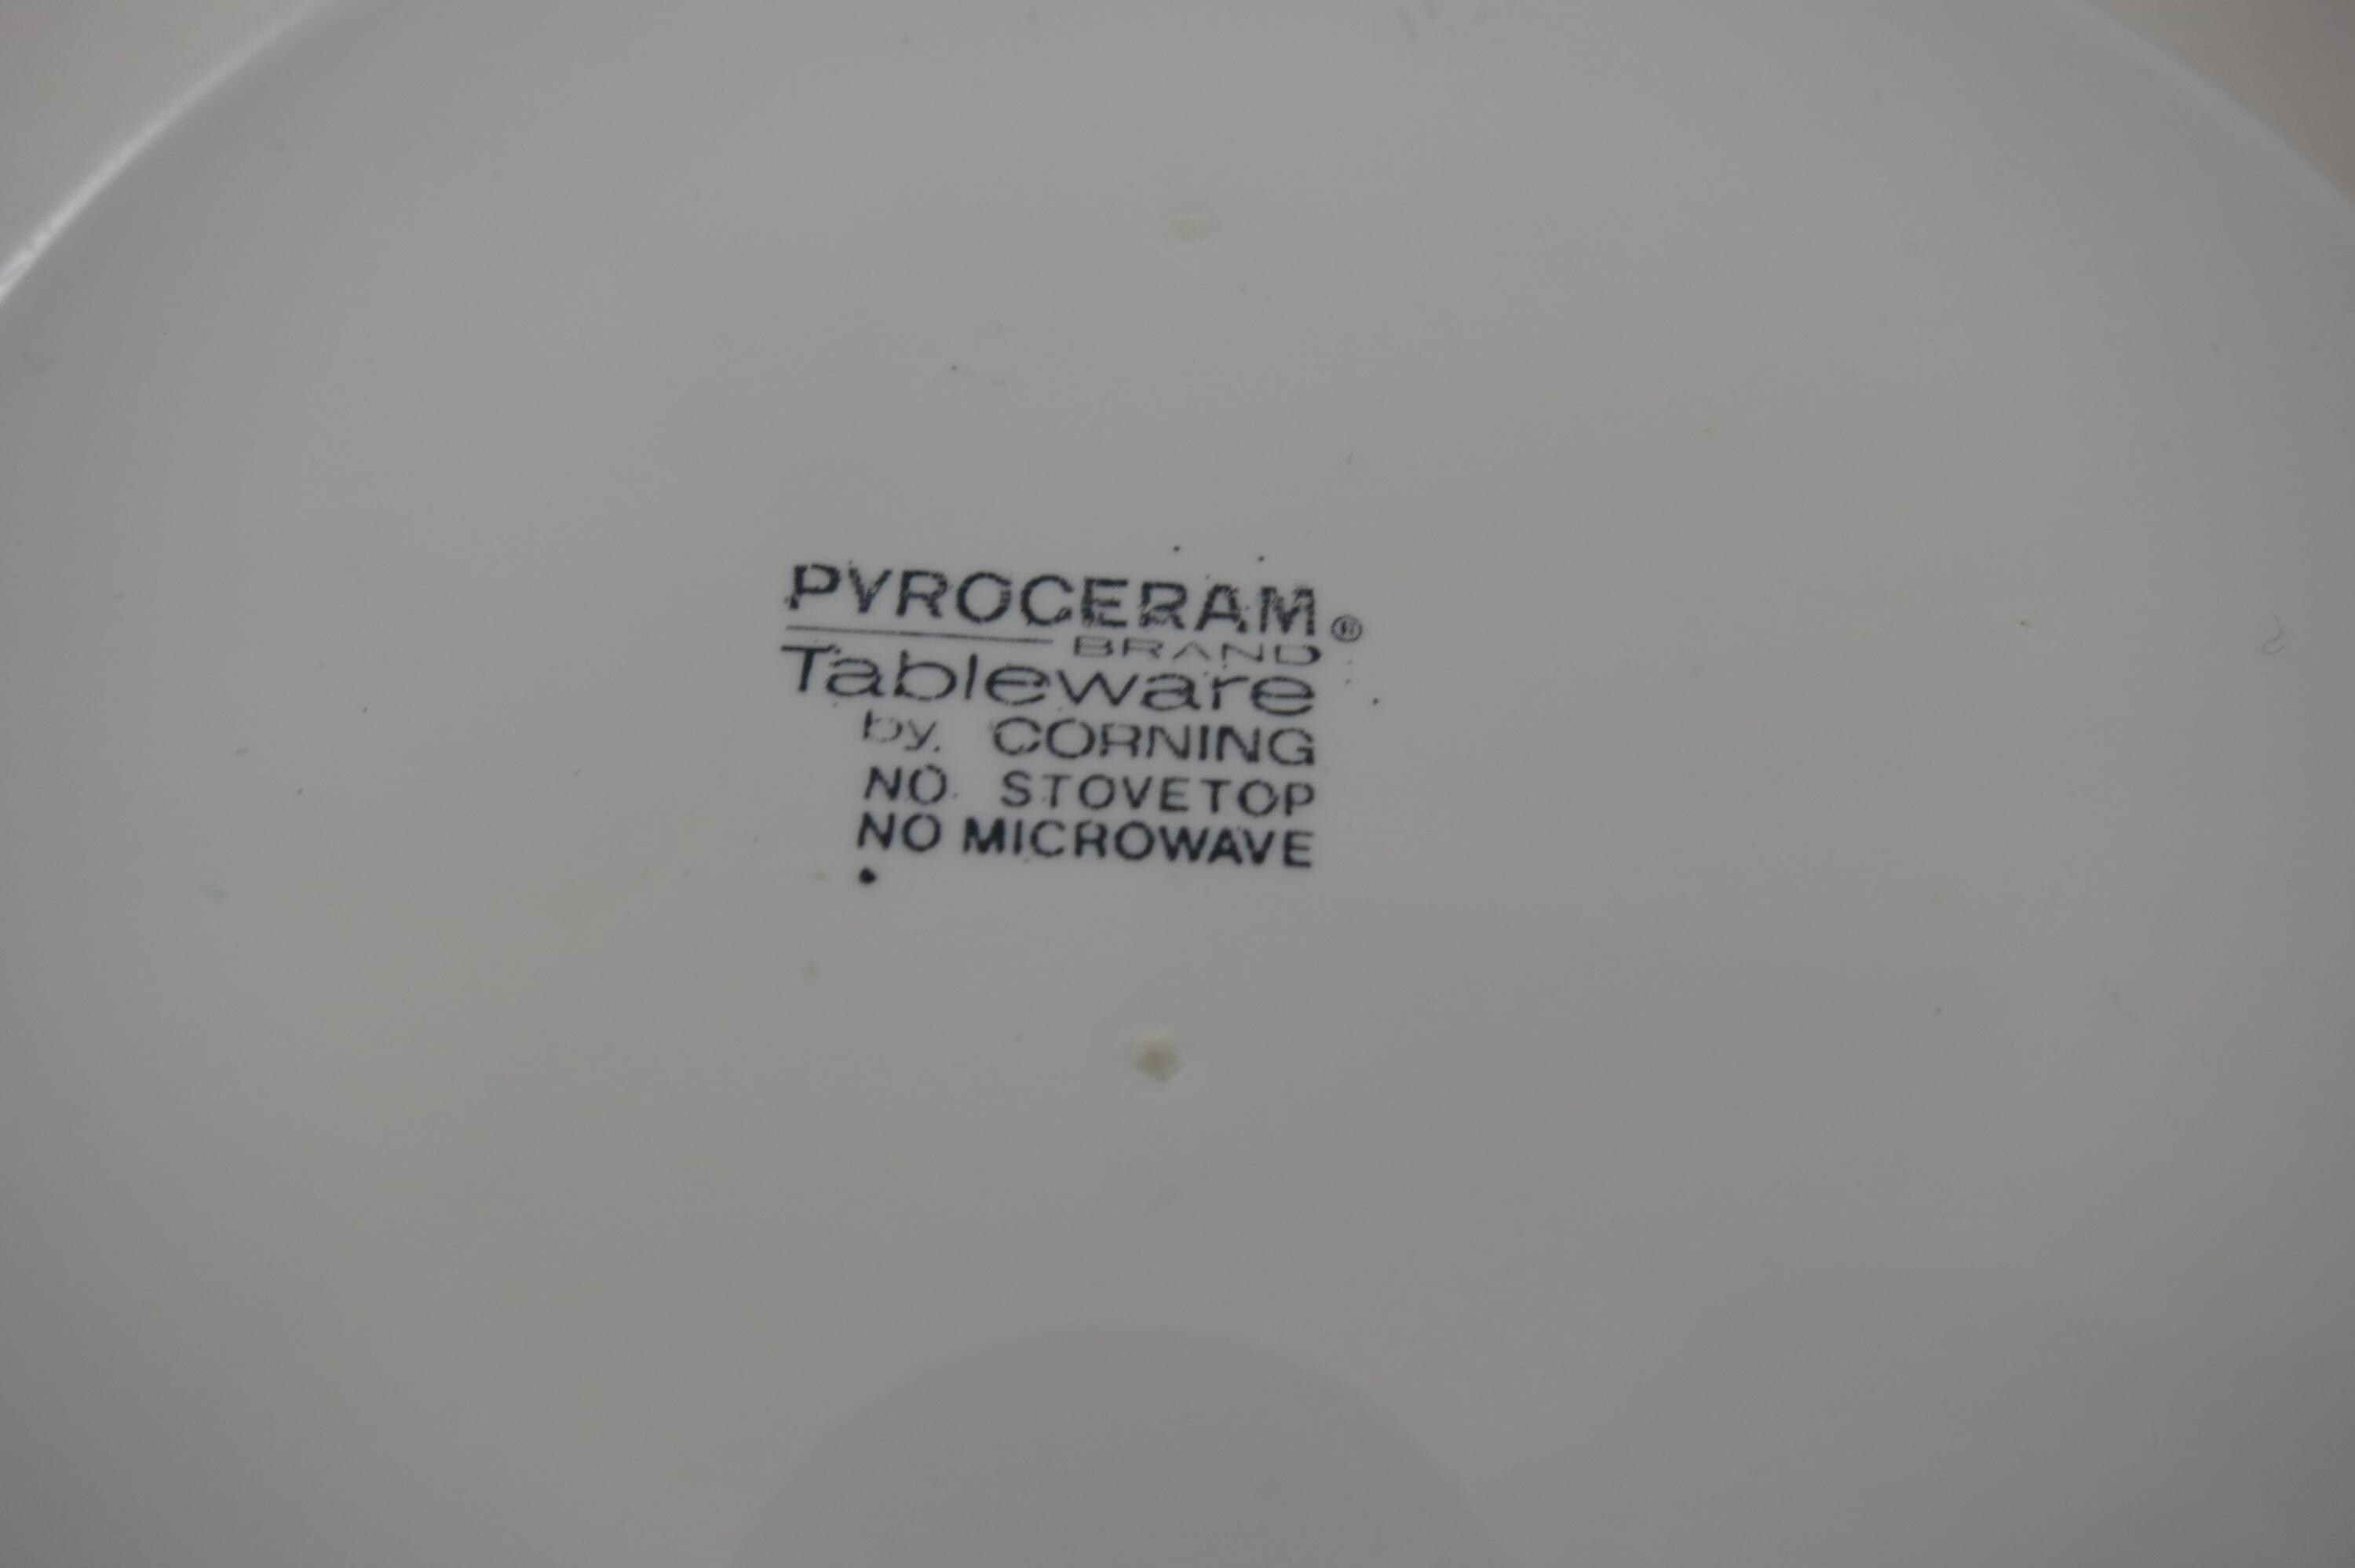 PYROCERAM®
BRAND
Tableware
by CORNING
NO STOVETOP
NO MICROWAVE